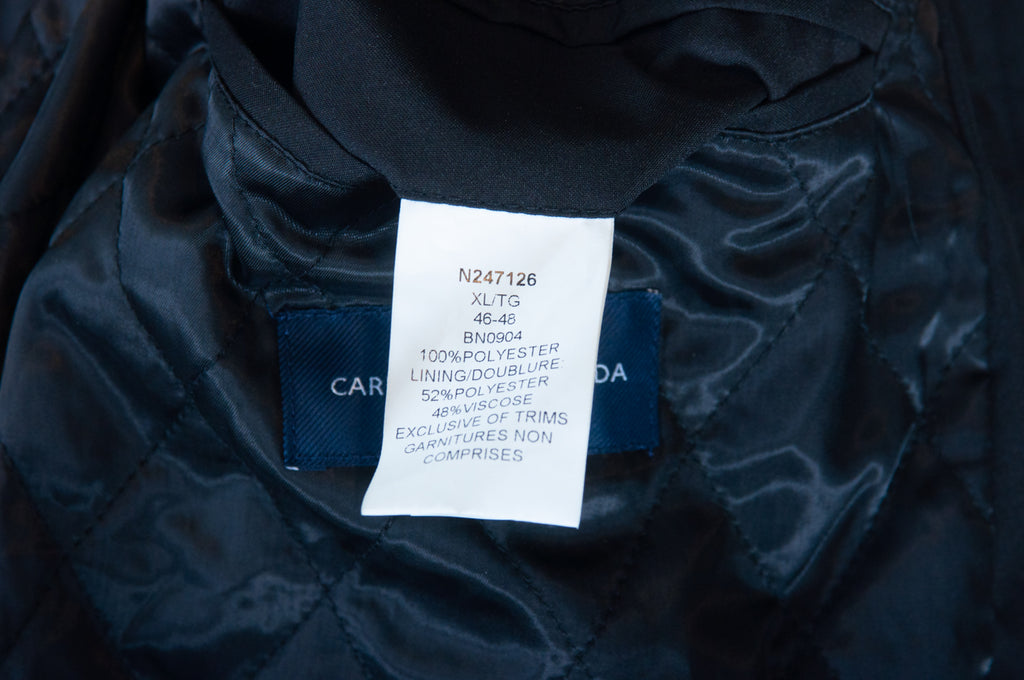 N247126
XL/TG
46-48
BN0904
100%POLYESTER
LINING/DOUBLURE:
52%POLYESTER
48%VISCOSE
EXCLUSIVE OF TRIMS
GARNITURES NON
COMPRISES
CAR DA